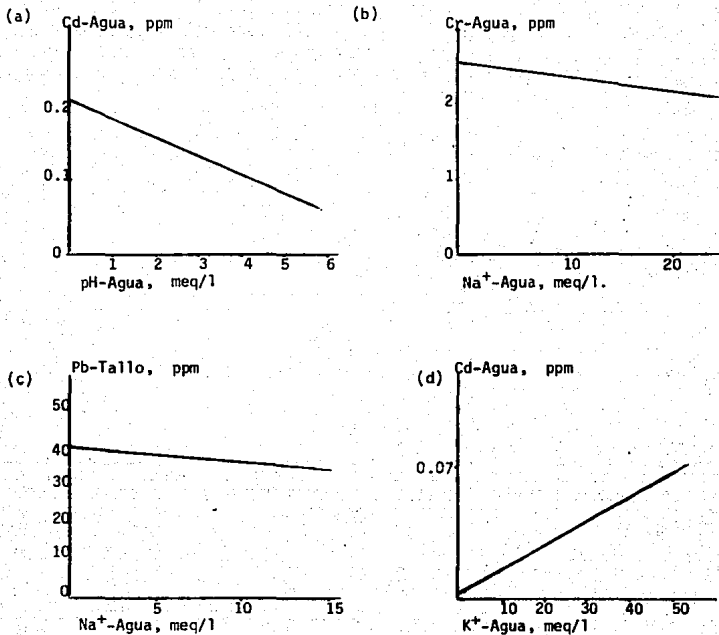 (a)
Cd-Agua, ppm
0.2
0.1
0
1 2 3 4 5 6
pH-Agua, meq/l
(b)
Cr-Agua, ppm
2
1
0
10 20
Na⁺-Agua, meq/l.
(c)
Pb-Tallo, ppm
50
40
30
20
10
0
5 10 15
Na⁺-Agua, meq/l
(d)
Cd-Agua, ppm
0.07
10 20 30 40 50
K⁺-Agua, meq/l